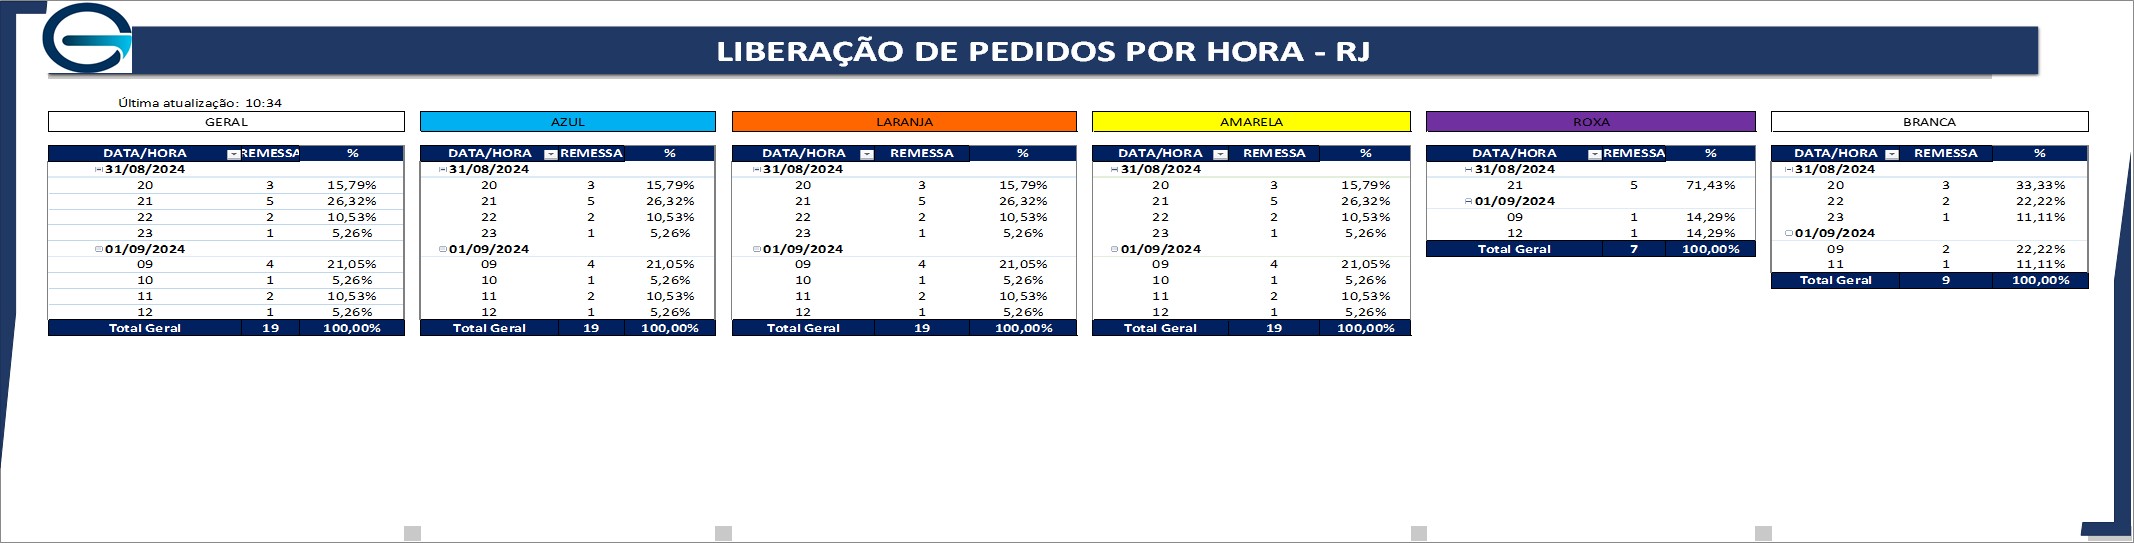 LIBERAÇÃO DE PEDIDOS POR HORA - RJ
Última atualização: 10:34
GERAL
DATA/HORA REMESSA %
31/08/2024
20 3 15,79%
21 5 26,32%
22 2 10,53%
23 1 5,26%
01/09/2024
09 4 21,05%
10 1 5,26%
11 2 10,53%
12 1 5,26%
Total Geral 19 100,00%
AZUL
DATA/HORA REMESSA %
31/08/2024
20 3 15,79%
21 5 26,32%
22 2 10,53%
23 1 5,26%
01/09/2024
09 4 21,05%
10 1 5,26%
11 2 10,53%
12 1 5,26%
Total Geral 19 100,00%
LARANJA
DATA/HORA REMESSA %
31/08/2024
20 3 15,79%
21 5 26,32%
22 2 10,53%
23 1 5,26%
01/09/2024
09 4 21,05%
10 1 5,26%
11 2 10,53%
12 1 5,26%
Total Geral 19 100,00%
AMARELA
DATA/HORA REMESSA %
31/08/2024
20 3 15,79%
21 5 26,32%
22 2 10,53%
23 1 5,26%
01/09/2024
09 4 21,05%
10 1 5,26%
11 2 10,53%
12 1 5,26%
Total Geral 19 100,00%
ROXA
DATA/HORA REMESSA %
31/08/2024
21 5 71,43%
01/09/2024
09 1 14,29%
12 1 14,29%
Total Geral 7 100,00%
BRANCA
DATA/HORA REMESSA %
31/08/2024
20 3 33,33%
22 2 22,22%
23 1 11,11%
01/09/2024
09 2 22,22%
11 1 11,11%
Total Geral 9 100,00%